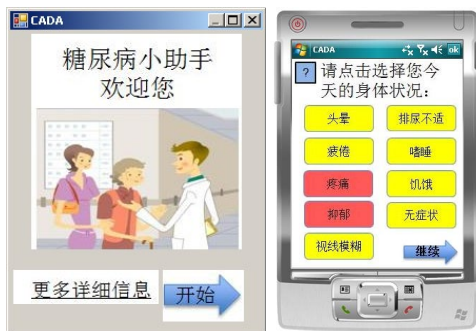 CADA
糖尿病小助手
欢迎您
更多详细信息
开始
CADA
ok
?
请点击选择您今
天的身体状况：
头晕
排尿不适
疲倦
嗜睡
疼痛
饥饿
抑郁
无症状
视线模糊
继续